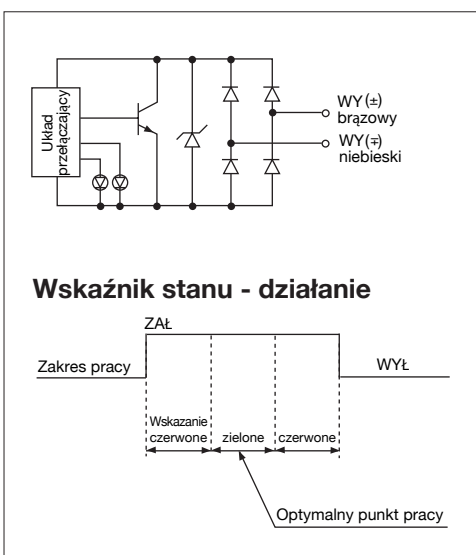 Układ
przełączający
WY(±)
brązowy
WY(∓)
niebieski
Wskaźnik stanu - działanie
ZAŁ
Zakres pracy
WYŁ
Wskazanie
czerwone
zielone
czerwone
Optymalny punkt pracy